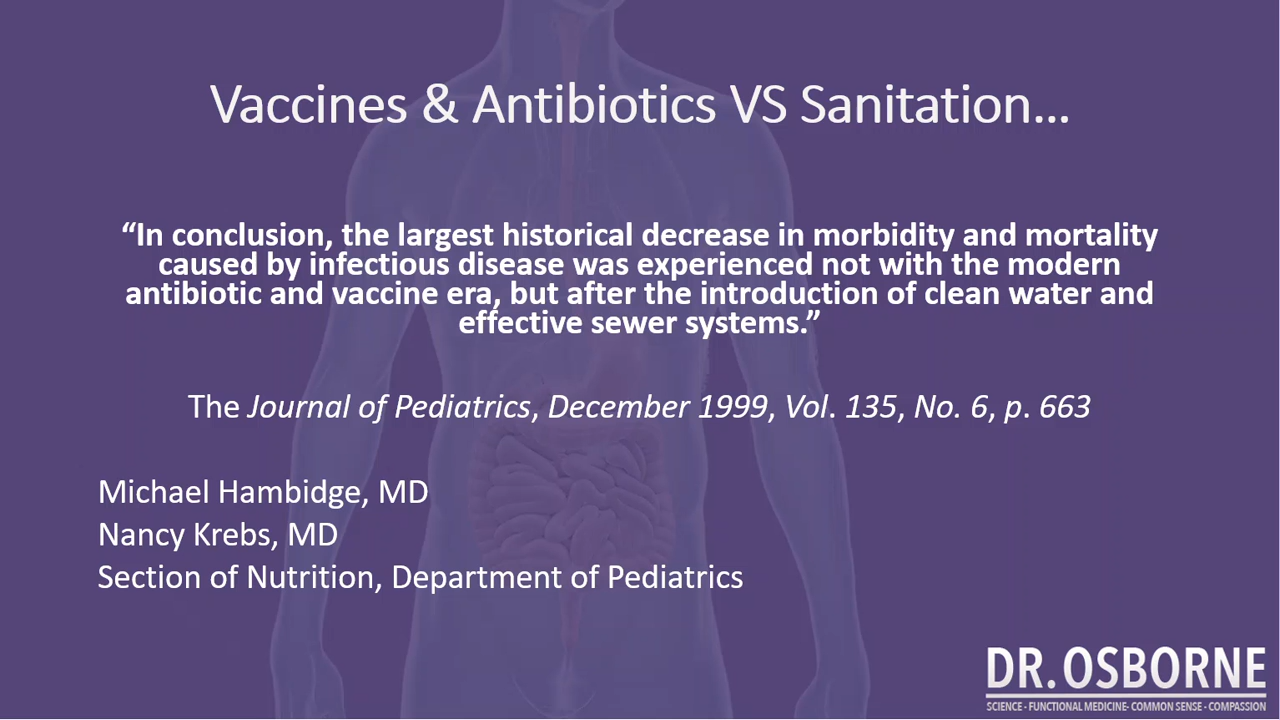 Vaccines & Antibiotics VS Sanitation...
“In conclusion, the largest historical decrease in morbidity and mortality
caused by infectious disease was experienced not with the modern
antibiotic and vaccine era, but after the introduction of clean water and
effective sewer systems.”
The Journal of Pediatrics, December 1999, Vol. 135, No. 6, p. 663
Michael Hambidge, MD
Nancy Krebs, MD
Section of Nutrition, Department of Pediatrics
DR. OSBORNE
SCIENCE - FUNCTIONAL MEDICINE- COMMON SENSE - COMPASSION